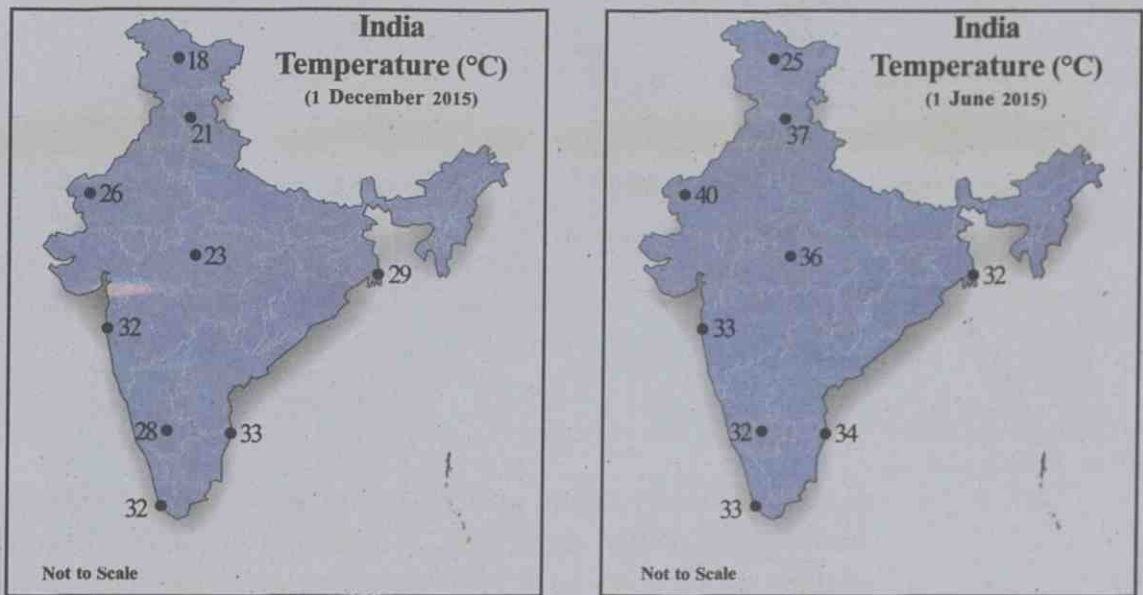 India
Temperature (°C)
(1 December 2015)
18
21
26
23
29
32
28
33
32
Not to Scale
India
Temperature (°C)
(1 June 2015)
25
37
40
36
32
33
32
34
33
Not to Scale